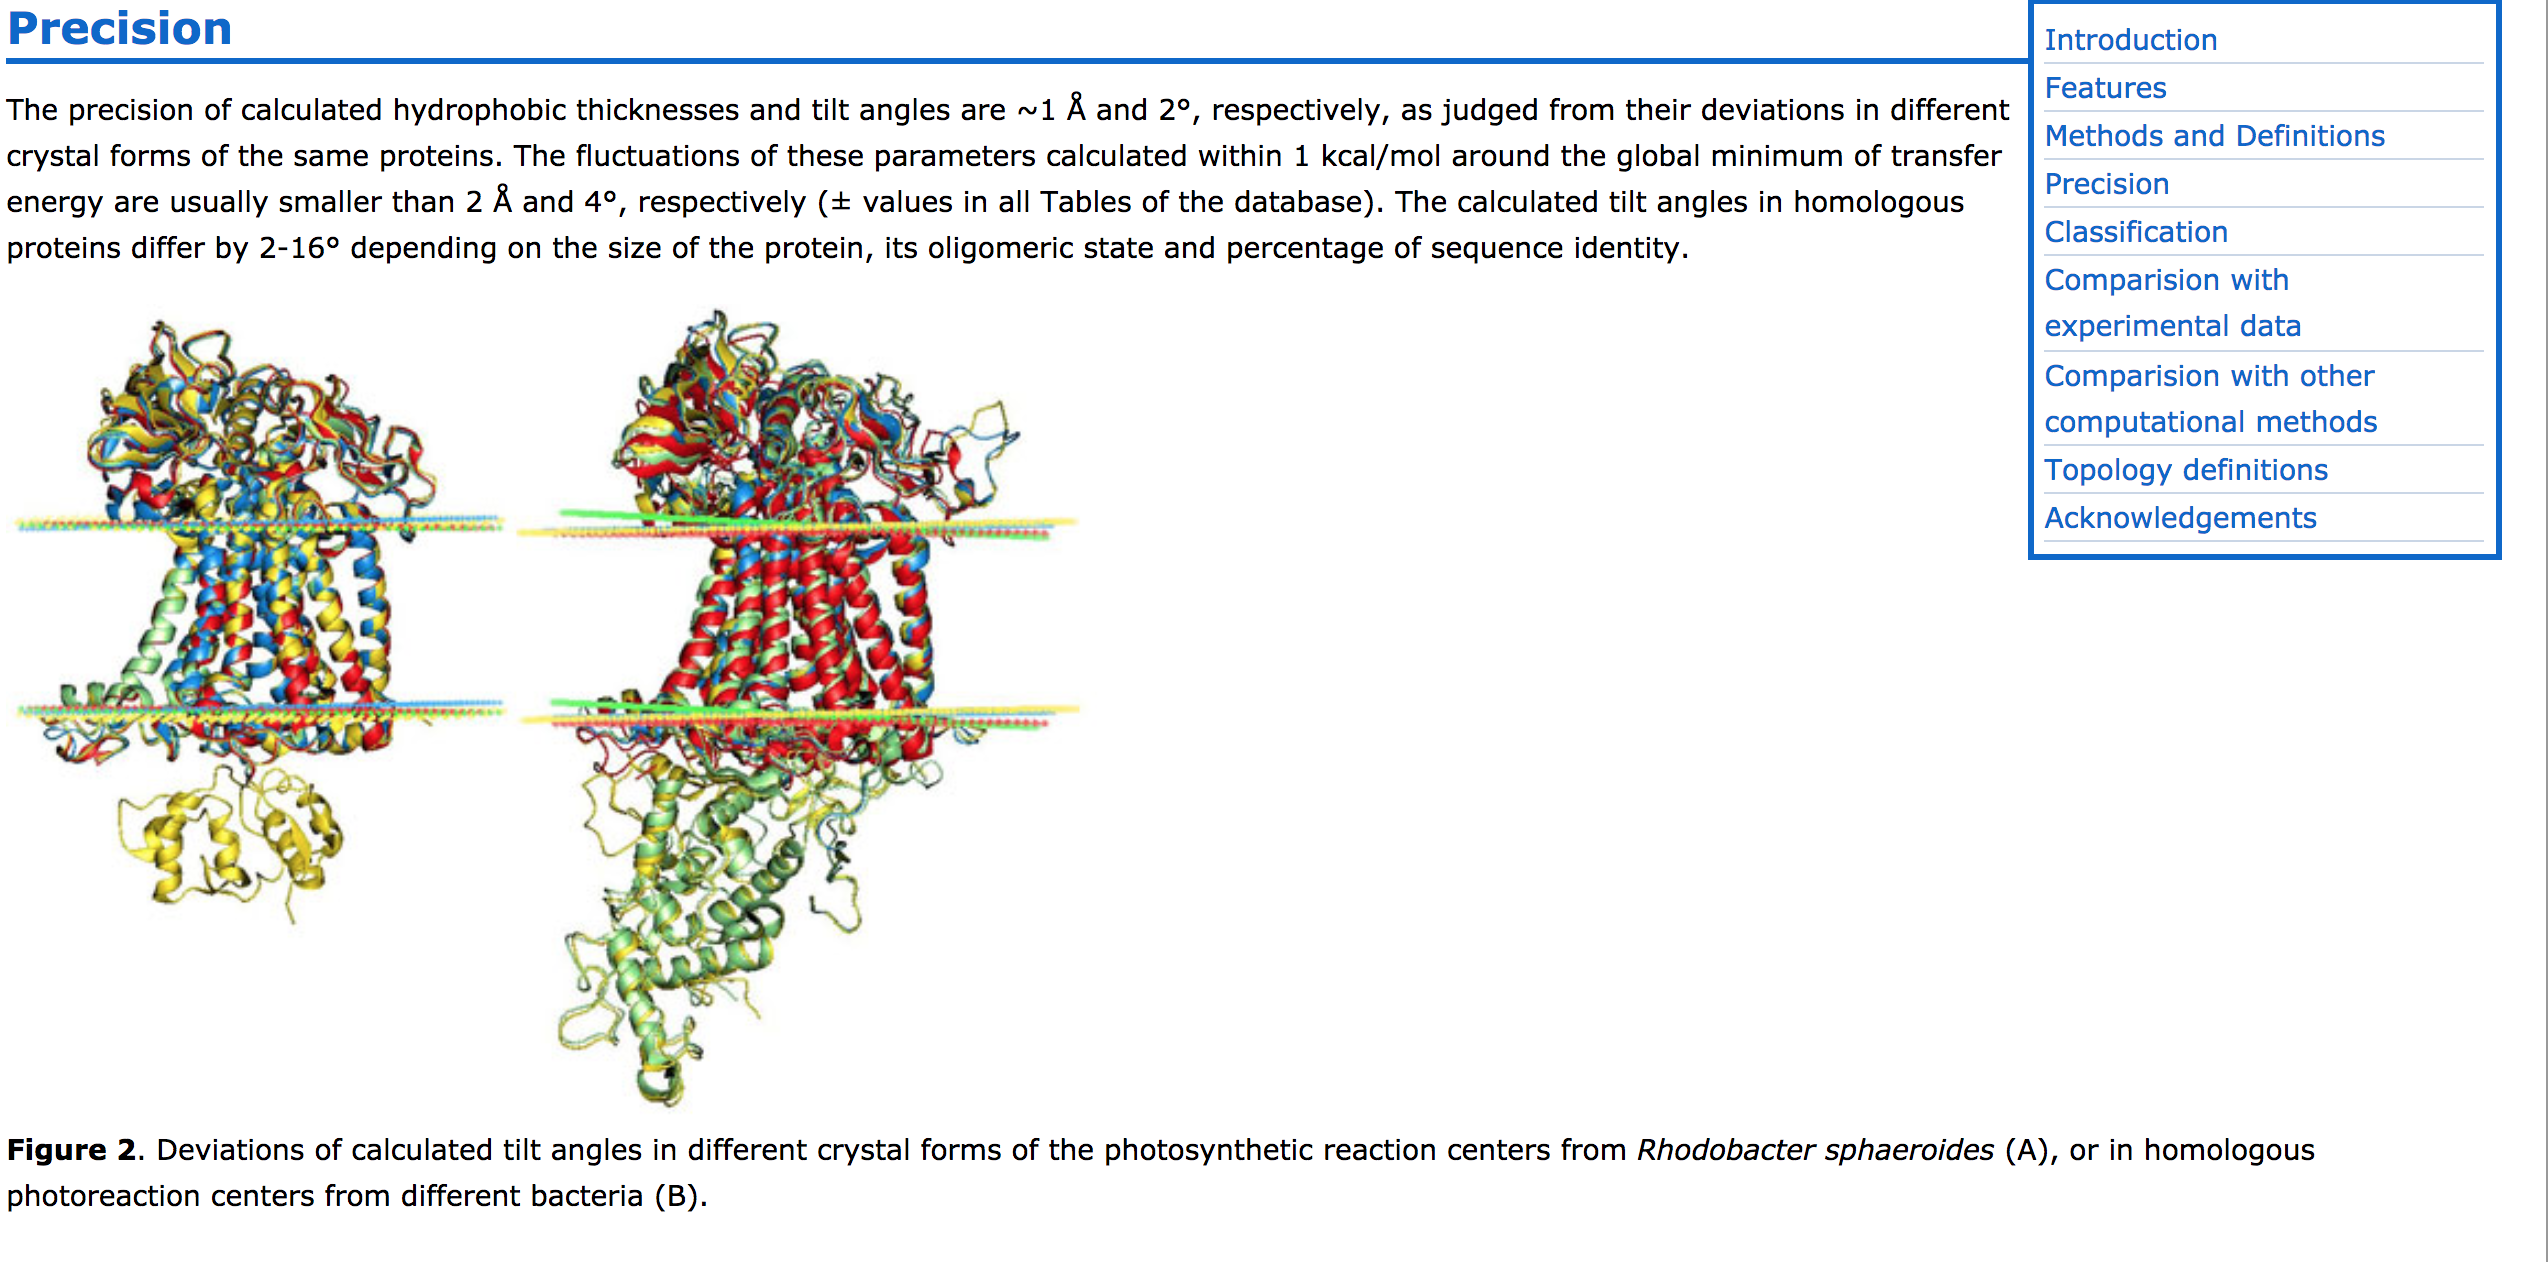 Precision
The precision of calculated hydrophobic thicknesses and tilt angles are ~1 Å and 2°, respectively, as judged from their deviations in different
crystal forms of the same proteins. The fluctuations of these parameters calculated within 1 kcal/mol around the global minimum of transfer
energy are usually smaller than 2 Å and 4°, respectively (± values in all Tables of the database). The calculated tilt angles in homologous
proteins differ by 2-16° depending on the size of the protein, its oligomeric state and percentage of sequence identity.
Figure 2. Deviations of calculated tilt angles in different crystal forms of the photosynthetic reaction centers from Rhodobacter sphaeroides (A), or in homologous
photoreaction centers from different bacteria (B).
Introduction
Features
Methods and Definitions
Precision
Classification
Comparision with
experimental data
Comparision with other
computational methods
Topology definitions
Acknowledgements